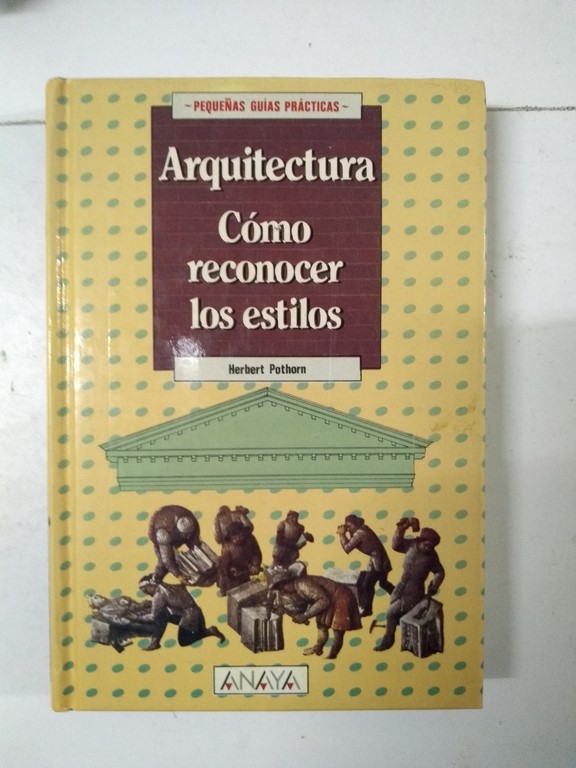 ~PEQUEÑAS GUÍAS PRÁCTICAS~
Arquitectura
Cómo
reconocer
los estilos
Herbert Pothorn
ANAYA